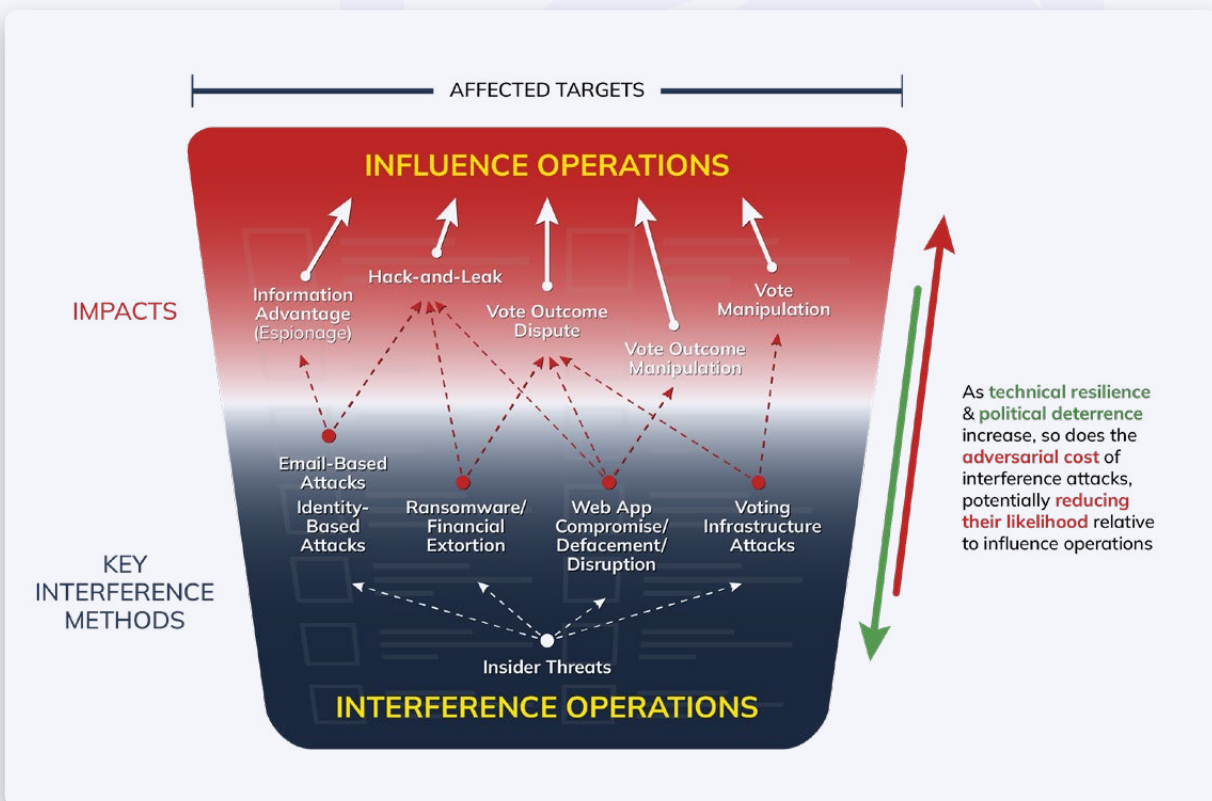 AFFECTED TARGETS
INFLUENCE OPERATIONS
IMPACTS
Information
Advantage
(Espionage)
Hack-and-Leak
Vote Outcome
Dispute
Vote Outcome
Manipulation
Vote
Manipulation
As technical resilience
& political deterrence
increase, so does the
adversarial cost of
interference attacks,
potentially reducing
their likelihood relative
to influence operations
KEY
INTERFERENCE
METHODS
Email-Based
Attacks
Identity-
Based
Attacks
Ransomware/
Financial
Extortion
Web App
Compromise/
Defacement/
Disruption
Voting
Infrastructure
Attacks
Insider Threats
INTERFERENCE OPERATIONS